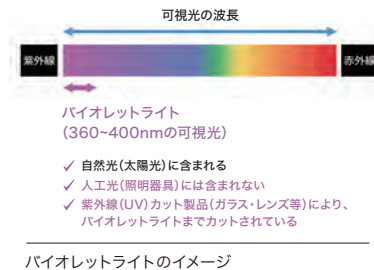 可視光の波長
紫外線
赤外線
バイオレットライト
(360~400nmの可視光)
✓ 自然光(太陽光)に含まれる
✓ 人工光(照明器具)には含まれない
✓ 紫外線(UV)カット製品(ガラス・レンズ等)により、
バイオレットライトまでカットされている
バイオレットライトのイメージ